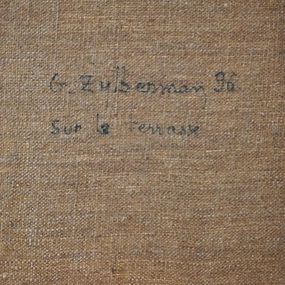 G. Zylberman 96
Sur la terrasse